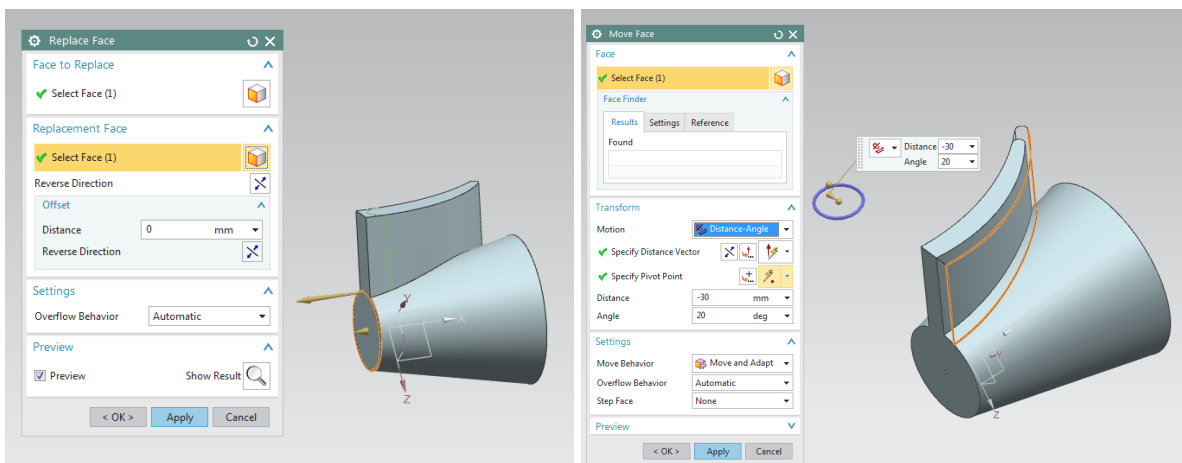 Replace Face
Face to Replace
Select Face (1)
Replacement Face
Select Face (1)
Reverse Direction
Offset
Distance 0 mm
Reverse Direction
Settings
Overflow Behavior Automatic
Preview
Preview Show Result
< OK > Apply Cancel
Y
X
Z
Move Face
Face
Select Face (1)
Face Finder
Results Settings Reference
Found
Transform
Motion Distance-Angle
Specify Distance Vector
Specify Pivot Point
Distance -30 mm
Angle 20 deg
Settings
Move Behavior Move and Adapt
Overflow Behavior Automatic
Step Face None
Preview
< OK > Apply Cancel
Distance -30
Angle 20
Z